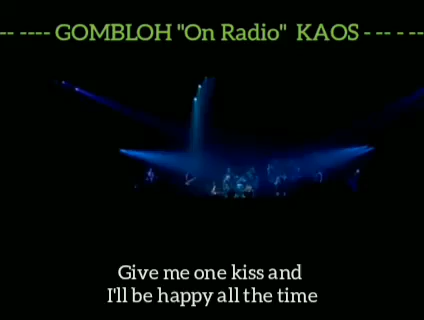 -- ---- GOMBLOH "On Radio" KAOS - -- - --
Give me one kiss and
I'll be happy all the time